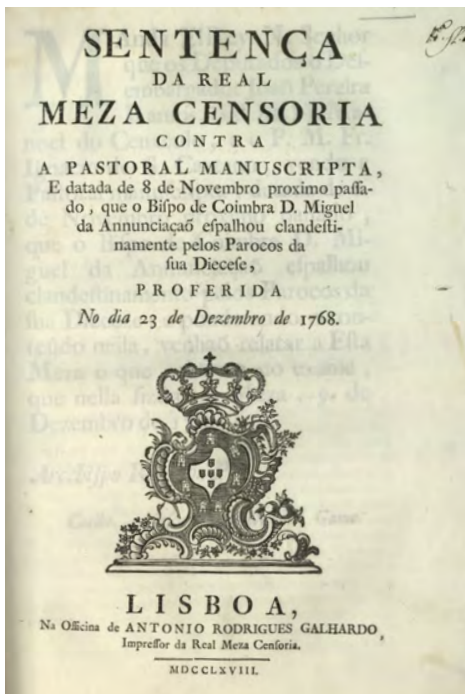 SENTENÇA
DA REAL
MEZA CENSORIA
CONTRA
A PASTORAL MANUSCRIPTA,
E datada de 8 de Novembro proximo paſſa-
do, que o Biſpo de Coimbra D. Miguel
da Annunciaçaõ eſpalhou clandeſti-
namente pelos Parocos da
ſua Dieceſe,
PROFERIDA
No dia 23 de Dezembro de 1768.
LISBOA,
Na Officina de ANTONIO RODRIGUES GALHARDO,
Impreſſor da Real Meza Cenſoria.
MDCCLXVIII.